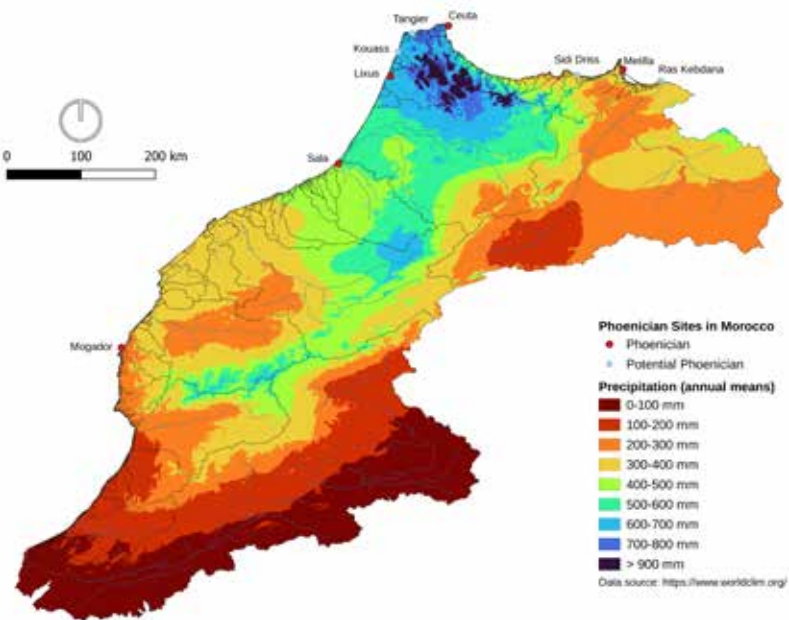 Tangier
Ceuta
Kouass
Lixus
Sidi Driss
Melilla
Ras Kebdana
0 100 200 km
Sala
Mogador
Phoenician Sites in Morocco
Phoenician
Potential Phoenician
Precipitation (annual means)
0-100 mm
100-200 mm
200-300 mm
300-400 mm
400-500 mm
500-600 mm
600-700 mm
700-800 mm
> 900 mm
Data source: https://www.worldclim.org/